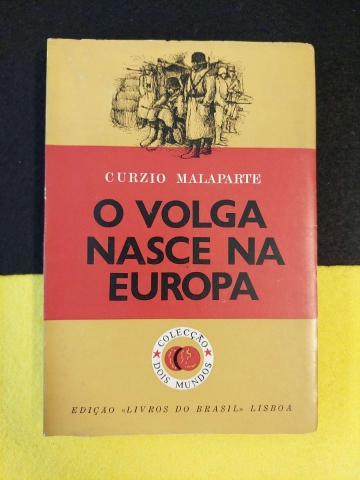 CURZIO MALAPARTE
O VOLGA
NASCE NA
EUROPA
COLECÇÃO
DOIS MUNDOS
EDIÇÃO «LIVROS DO BRASIL» LISBOA